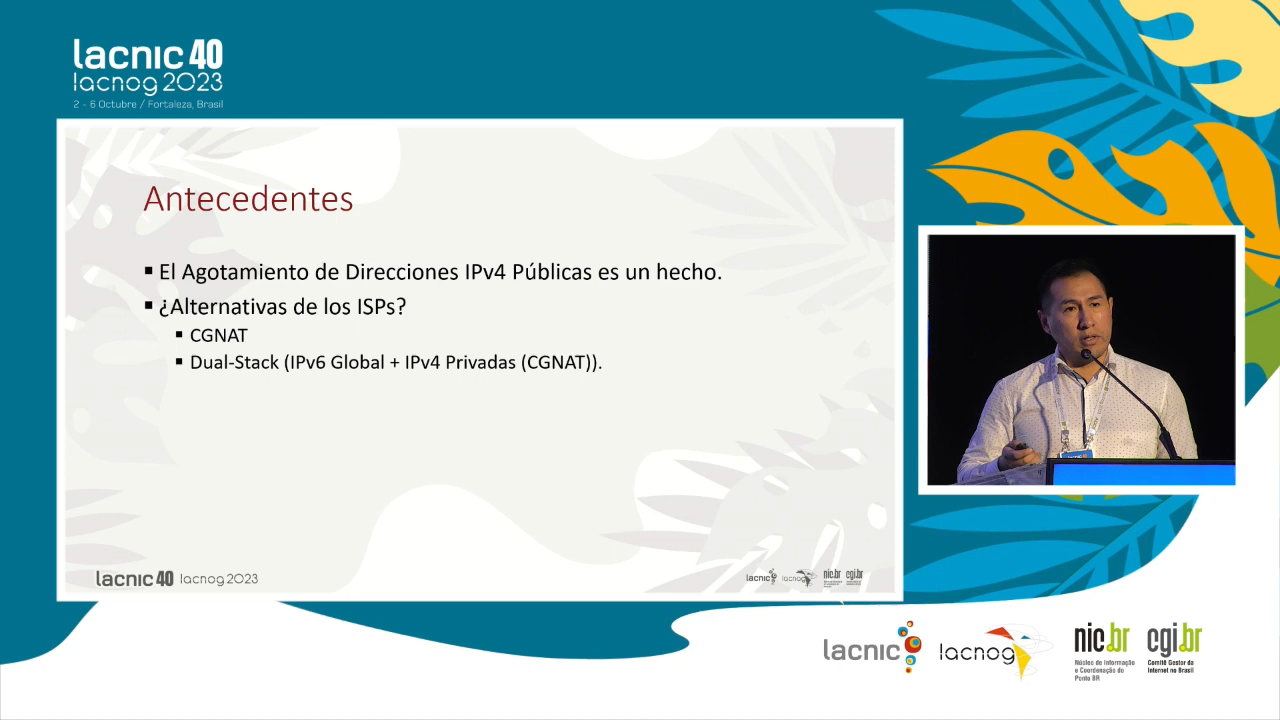 lacnic 40
lacnog 2023
2 - 6 Octubre / Fortaleza, Brasil
Antecedentes
▪ El Agotamiento de Direcciones IPv4 Públicas es un hecho.
▪ ¿Alternativas de los ISPs?
▪ CGNAT
▪ Dual-Stack (IPv6 Global + IPv4 Privadas (CGNAT)).
lacnic 40 lacnog 2023
lacnic lacnog nic.br cgi.br
lacnic lacnog nic.br cgi.br
Núcleo de Informação
e Coordenação do
Ponto BR
Comitê Gestor da
Internet no Brasil